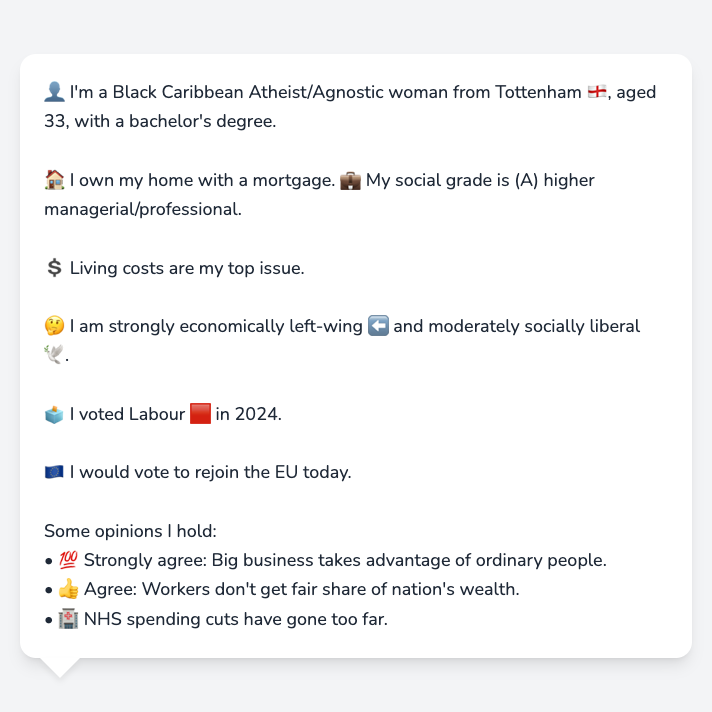 👤 I'm a Black Caribbean Atheist/Agnostic woman from Tottenham 🏴󠁧󠁢󠁥󠁮󠁧󠁿, aged
33, with a bachelor's degree.
🏠 I own my home with a mortgage. 💼 My social grade is (A) higher
managerial/professional.
💲 Living costs are my top issue.
🤔 I am strongly economically left-wing ⬅️ and moderately socially liberal
🕊️.
🗳️ I voted Labour 🟥 in 2024.
🇪🇺 I would vote to rejoin the EU today.
Some opinions I hold:
• 💯 Strongly agree: Big business takes advantage of ordinary people.
• 👍 Agree: Workers don't get fair share of nation's wealth.
• 🏥 NHS spending cuts have gone too far.